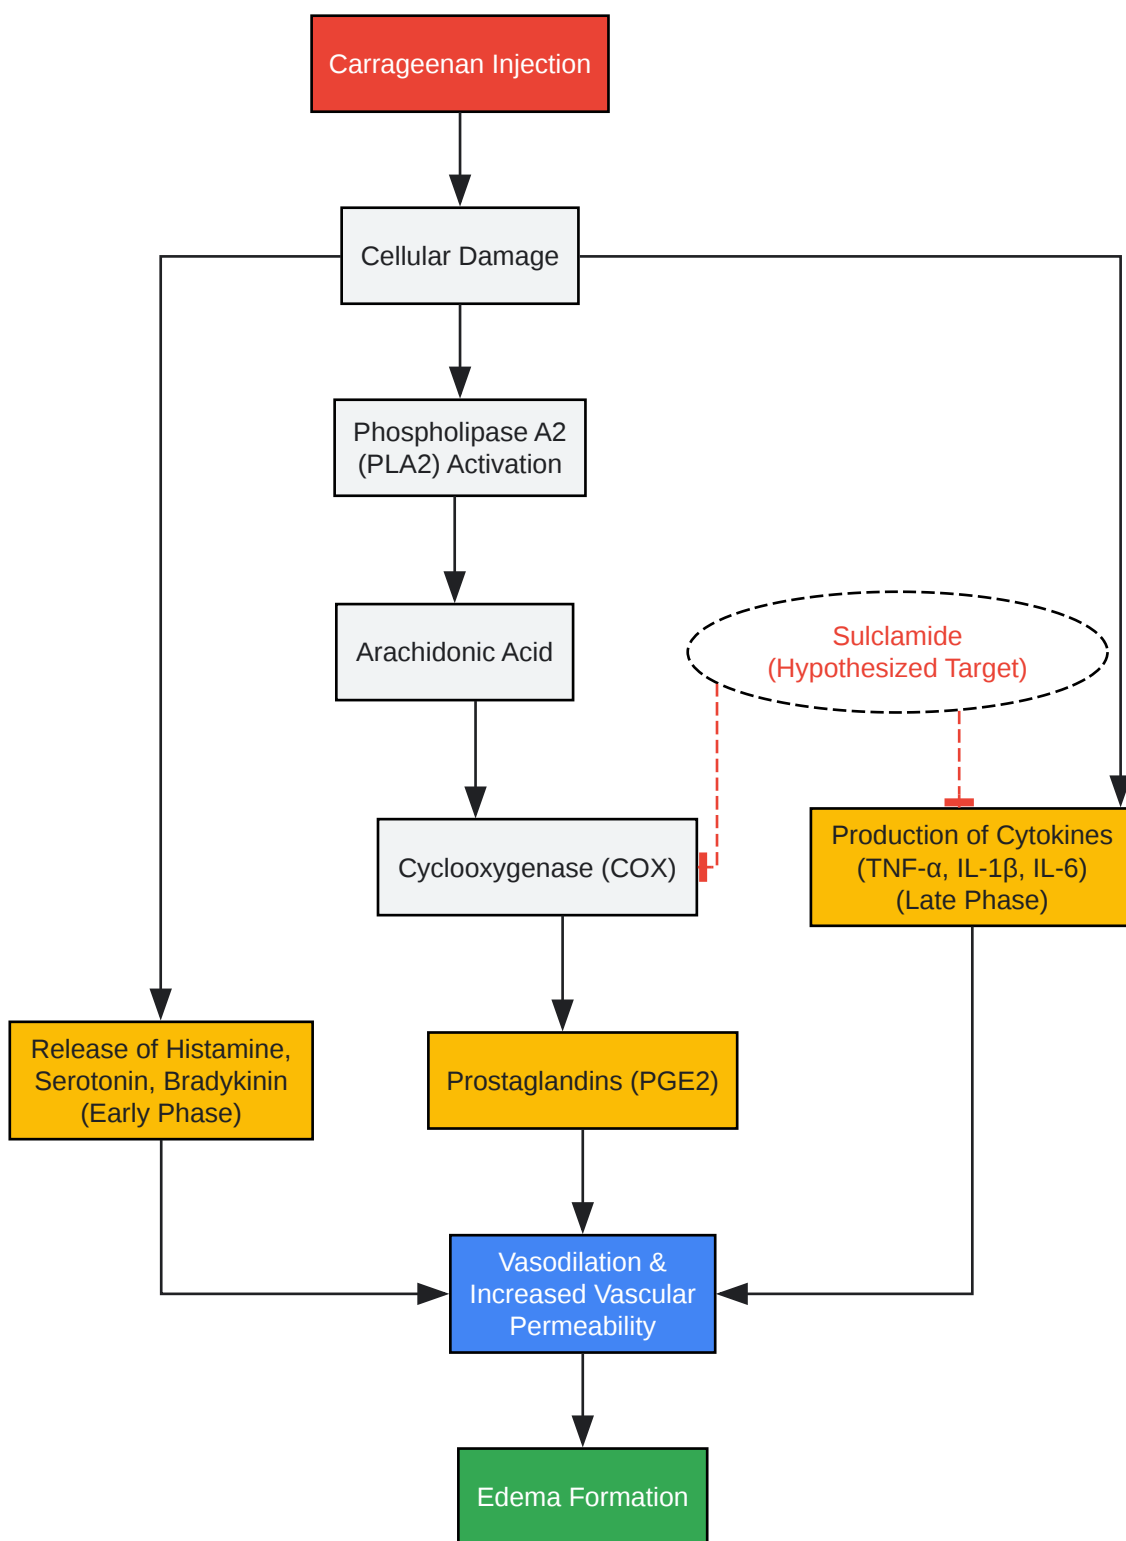 Carrageenan Injection
Cellular Damage
Phospholipase A2
(PLA2) Activation
Arachidonic Acid
Sulclamide
(Hypothesized Target)
Cyclooxygenase (COX)
Production of Cytokines
(TNF-α, IL-1β, IL-6)
(Late Phase)
Release of Histamine,
Serotonin, Bradykinin
(Early Phase)
Prostaglandins (PGE2)
Vasodilation &
Increased Vascular
Permeability
Edema Formation